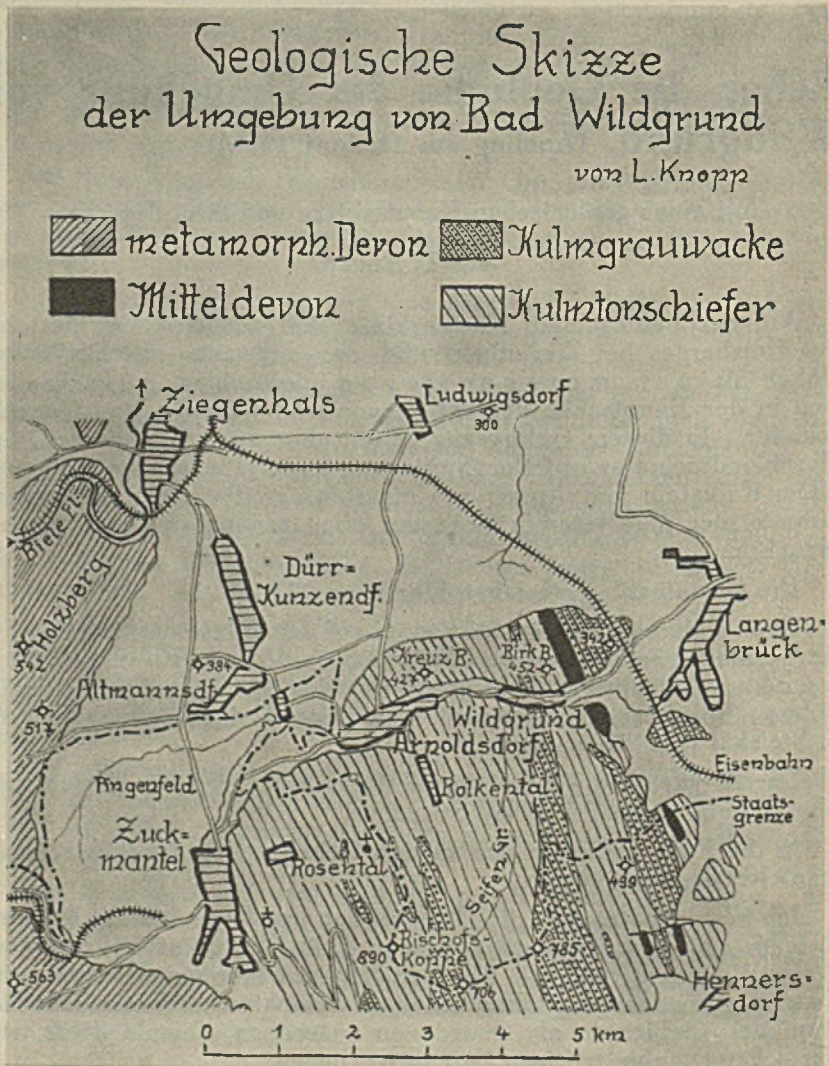 Geologische Skizze
der Umgebung von Bad Wildgrund
von L. Knopp
metamorph. Devon
Kulmgrauwacke
Mitteldevon
Kulmtonschiefer
Ziegenhals
Ludwigsdorf
300
Biele Fl.
Holzberg
542
Dürr=
Kunzendf.
384
Kreuz B.
427
Birk B.
452
342
Langen=
brück
Altmannsdf.
517
Wildgrund
Arnoldsdorf
Eisenbahn
Pingenfeld
Rolkental
Staats-
grenze
Zuck=
mantel
Rosental
Seifen Gr.
499
Bischofs-
koppe
890
485
706
563
Henners=
dorf
0 1 2 3 4 5 km